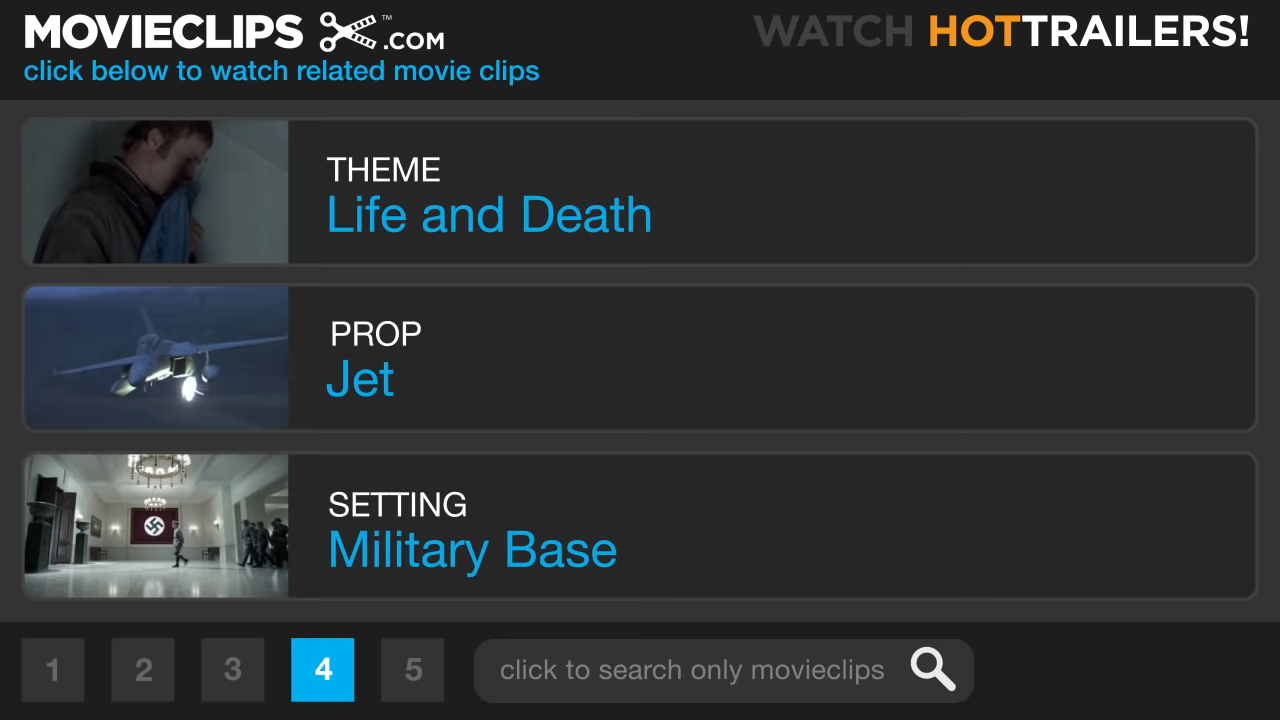 MOVIECLIPS ™ .COM
WATCH HOTTRAILERS!
click below to watch related movie clips
THEME
Life and Death
PROP
Jet
SETTING
Military Base
1 2 3 4 5 click to search only movieclips